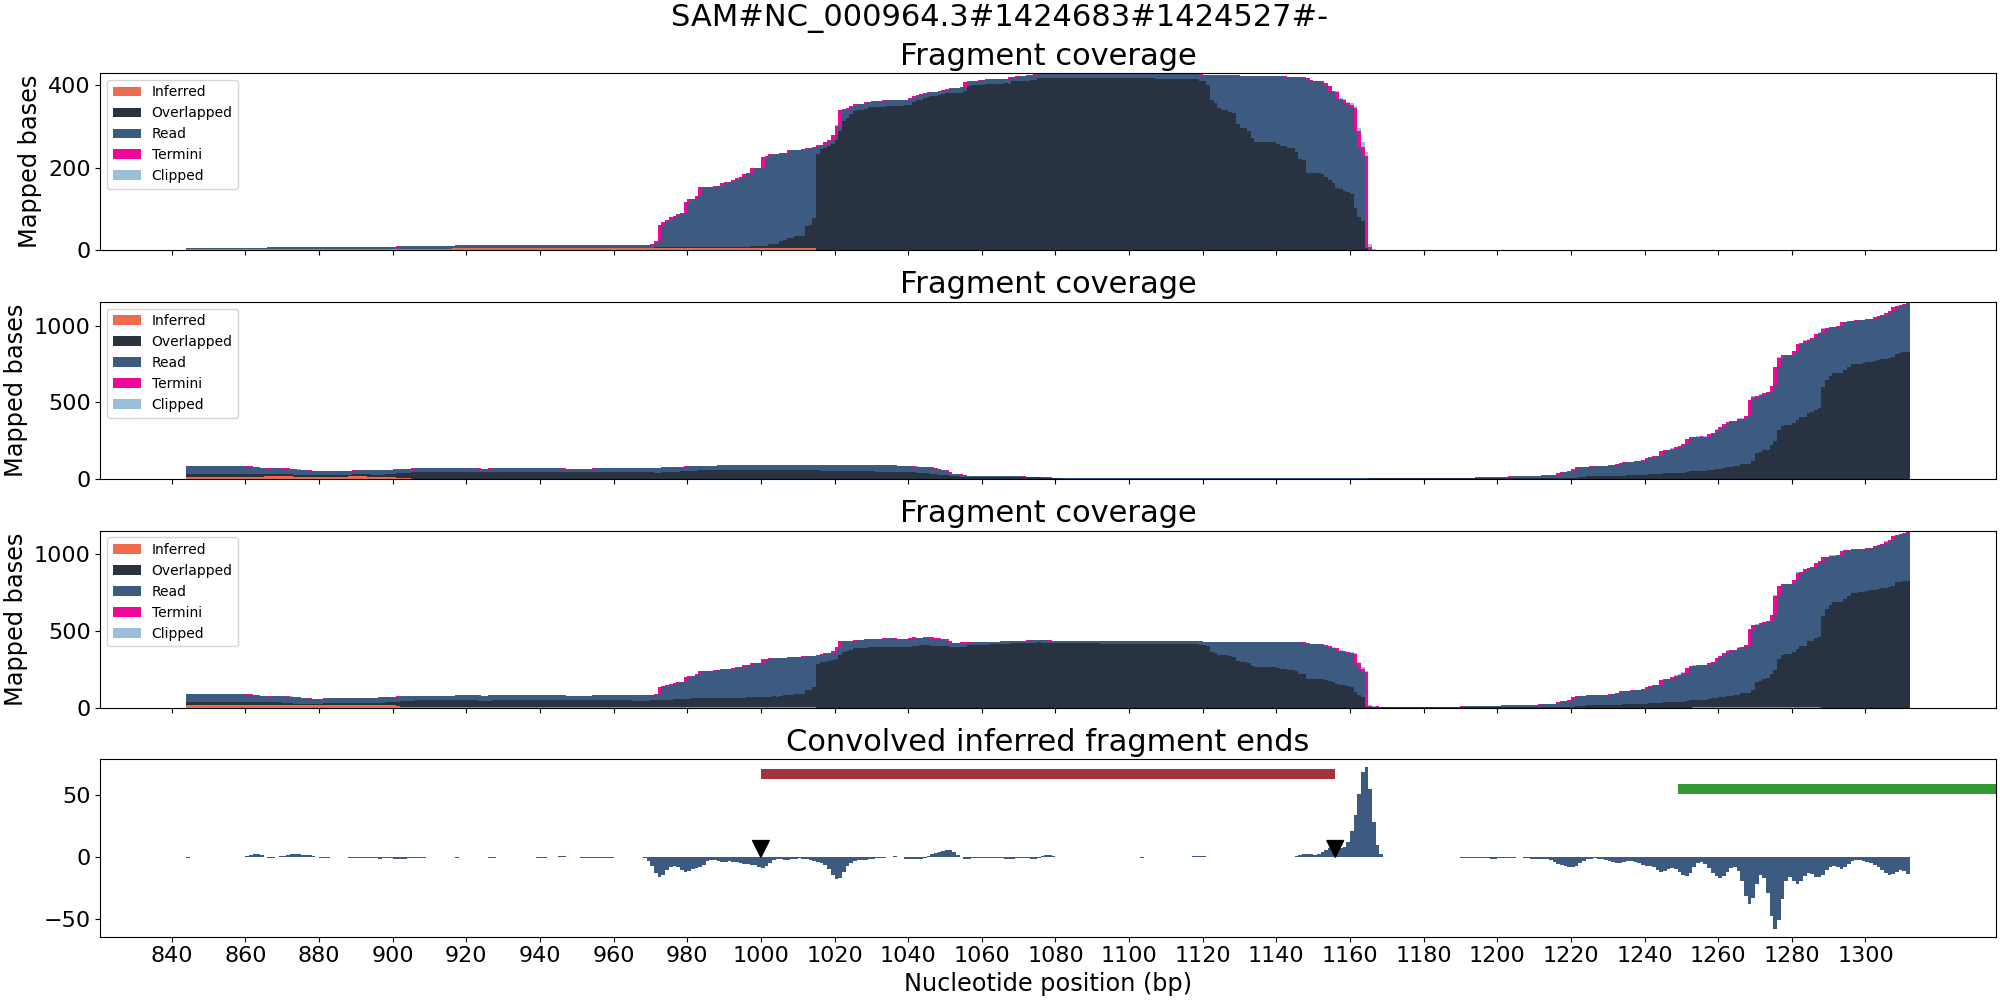 SAM#NC_000964.3#1424683#1424527#-
Fragment coverage
Mapped bases
400
200
0
Inferred
Overlapped
Read
Termini
Clipped
Fragment coverage
Mapped bases
1000
500
0
Inferred
Overlapped
Read
Termini
Clipped
Fragment coverage
Mapped bases
1000
500
0
Inferred
Overlapped
Read
Termini
Clipped
Convolved inferred fragment ends
50
0
−50
840 860 880 900 920 940 960 980 1000 1020 1040 1060 1080 1100 1120 1140 1160 1180 1200 1220 1240 1260 1280 1300
Nucleotide position (bp)